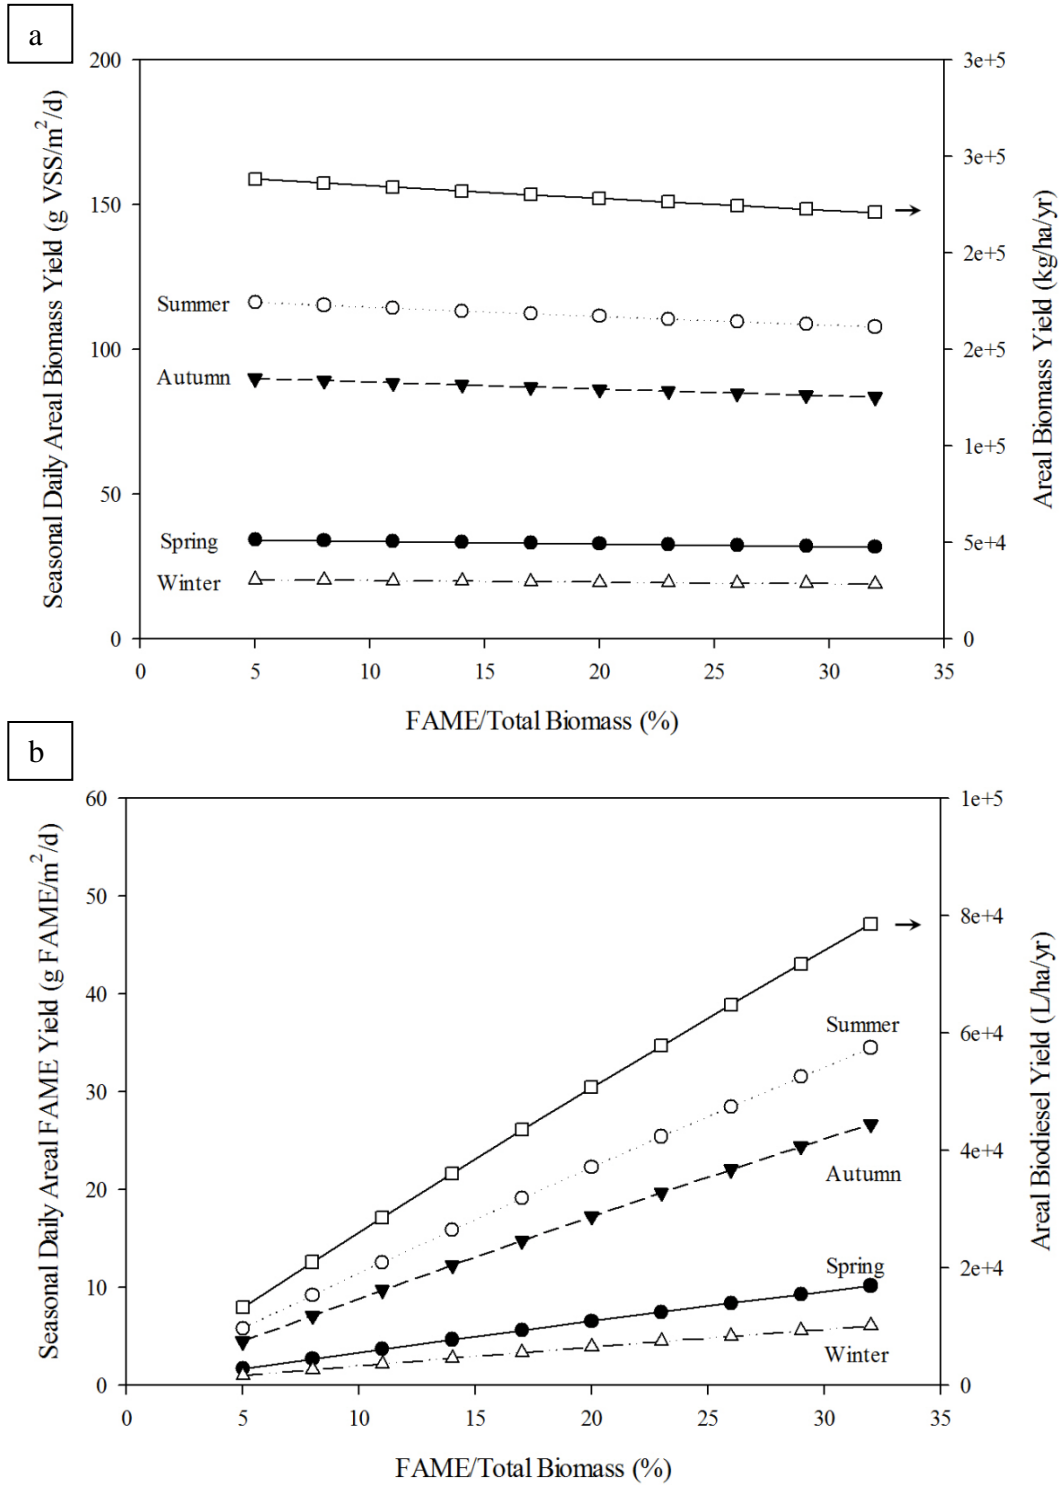 a
Seasonal Daily Areal Biomass Yield (g VSS/m²/d)
200
150
100
50
0
Summer
Autumn
Spring
Winter
3e+5
3e+5
2e+5
2e+5
1e+5
5e+4
0
Areal Biomass Yield (kg/ha/yr)
0 5 10 15 20 25 30 35
FAME/Total Biomass (%)
b
Seasonal Daily Areal FAME Yield (g FAME/m²/d)
60
50
40
30
20
10
0
Summer
Autumn
Spring
Winter
1e+5
8e+4
6e+4
4e+4
2e+4
0
Areal Biodiesel Yield (L/ha/yr)
0 5 10 15 20 25 30 35
FAME/Total Biomass (%)